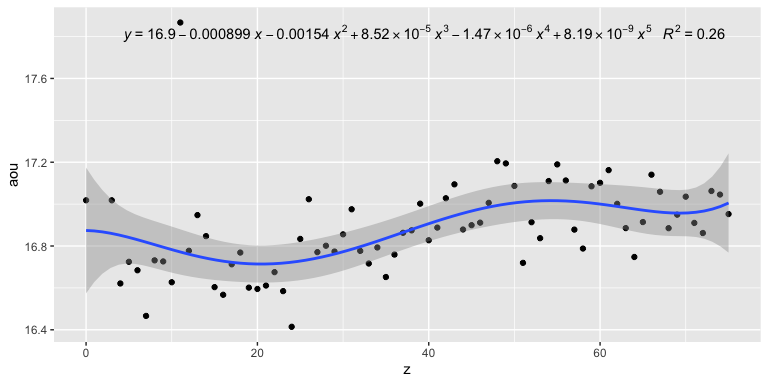 y = 16.9 − 0.000899 x − 0.00154 x² + 8.52 × 10⁻⁵ x³ − 1.47 × 10⁻⁶ x⁴ + 8.19 × 10⁻⁹ x⁵ R² = 0.26
17.6
17.2
aou
16.8
16.4
0 20 40 60
z